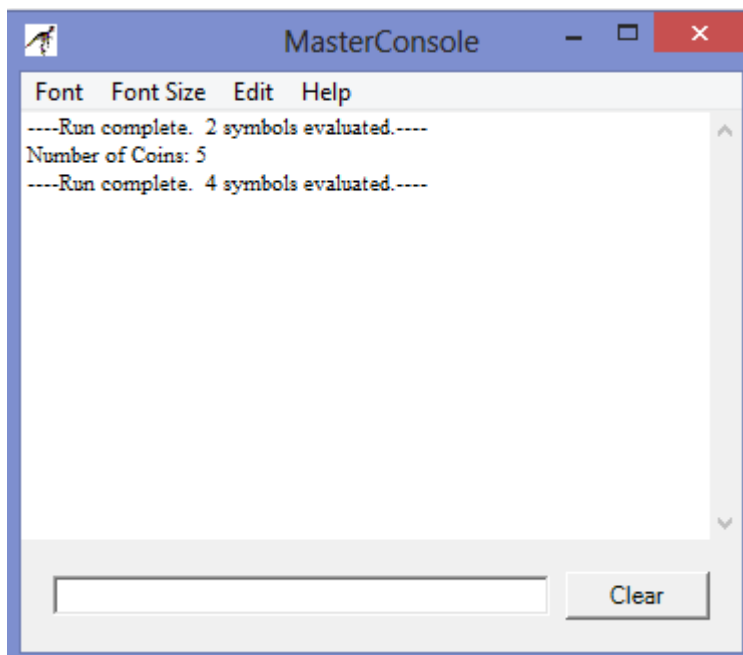 MasterConsole
Font Font Size Edit Help
----Run complete.  2 symbols evaluated.----
Number of Coins: 5
----Run complete.  4 symbols evaluated.----
Clear